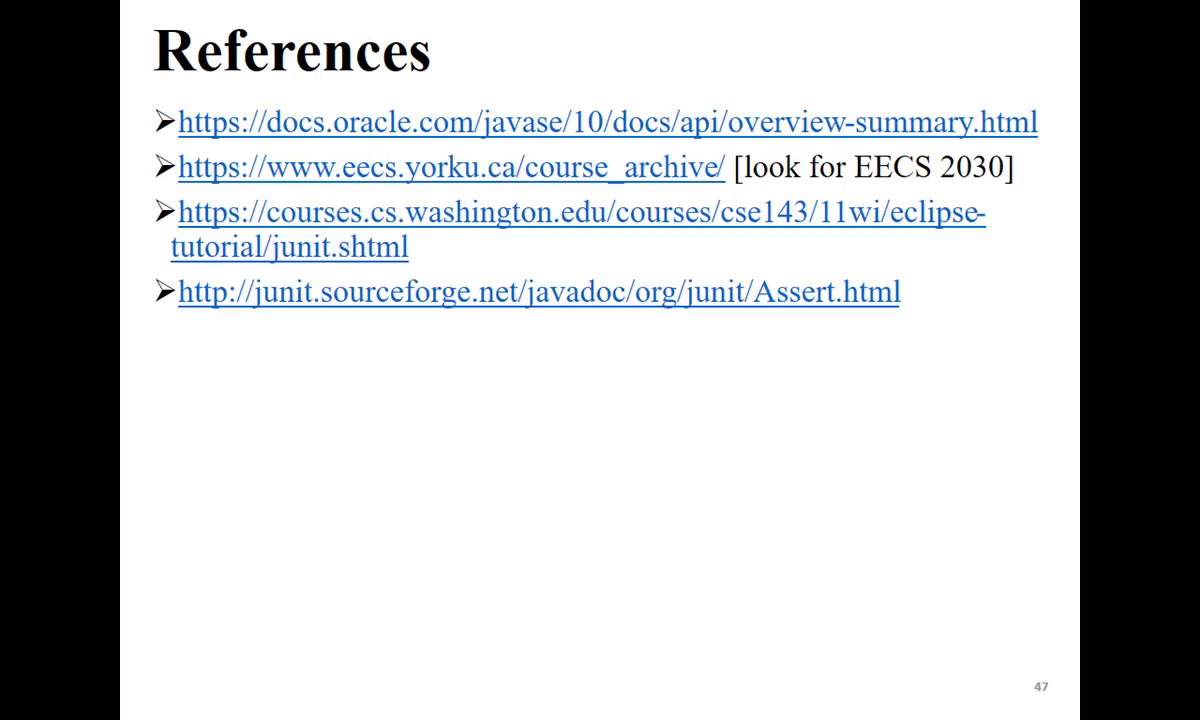 References
➢https://docs.oracle.com/javase/10/docs/api/overview-summary.html
➢https://www.eecs.yorku.ca/course_archive/ [look for EECS 2030]
➢https://courses.cs.washington.edu/courses/cse143/11wi/eclipse-
tutorial/junit.shtml
➢http://junit.sourceforge.net/javadoc/org/junit/Assert.html
47